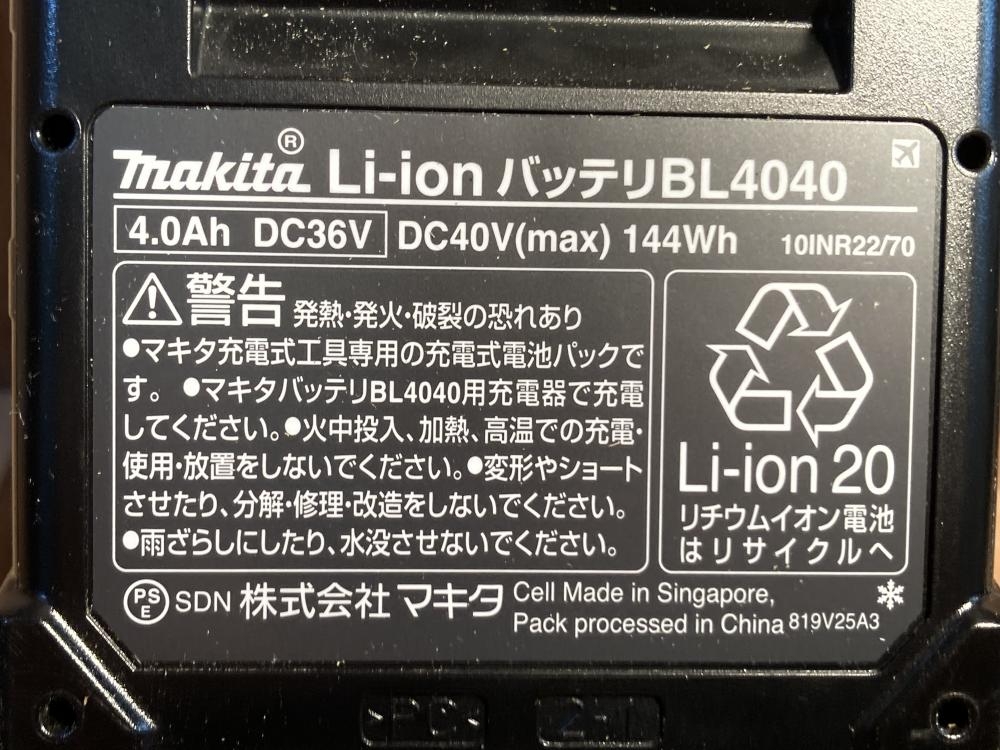 makita® Li-ion バッテリBL4040
4.0Ah DC36V DC40V(max) 144Wh 10INR22/70
警告 発熱・発火・破裂の恐れあり
●マキタ充電式工具専用の充電式電池パックで
す。 ●マキタバッテリBL4040用充電器で充電
してください。●火中投入、加熱、高温での充電・
使用・放置をしないでください。●変形やショート
させたり、分解・修理・改造をしないでください。
●雨ざらしにしたり、水没させないでください。
Li-ion 20
リチウムイオン電池
はリサイクルへ
PSE SDN 株式会社 マキタ
Cell Made in Singapore,
Pack processed in China 819V25A3
>PC